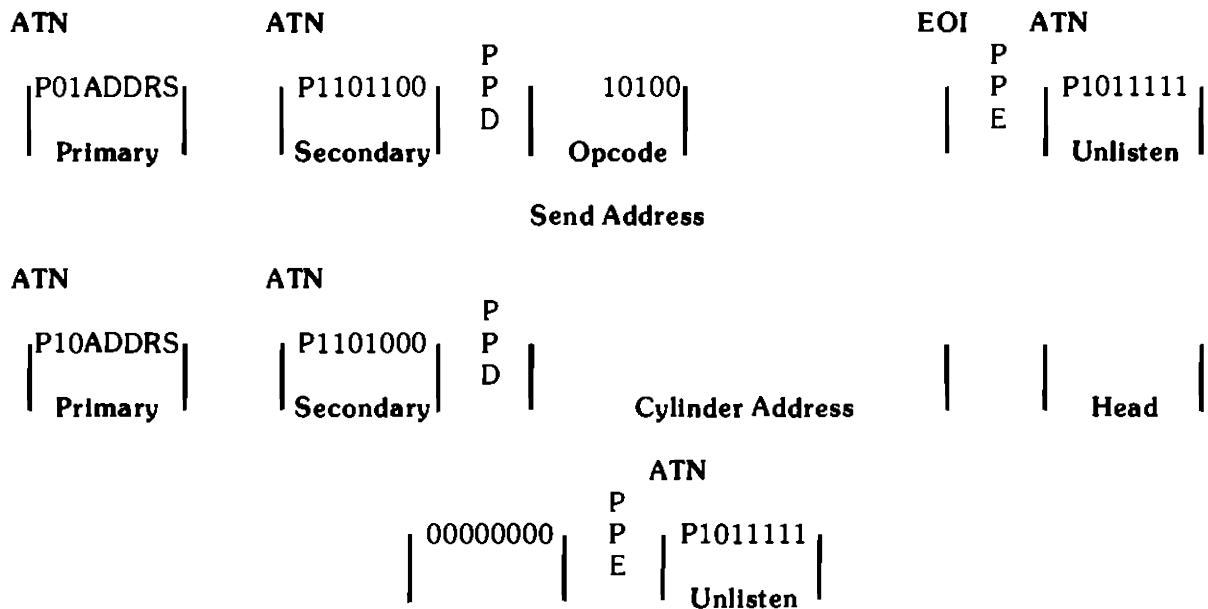 ATN ATN EOI ATN
P P
P01ADDRS P1101100 P 10100 P P1011111
D E
Primary Secondary Opcode Unlisten
Send Address
ATN ATN
P
P10ADDRS P1101000 P
D
Primary Secondary Cylinder Address Head
ATN
P
00000000 P P1011111
E
Unlisten